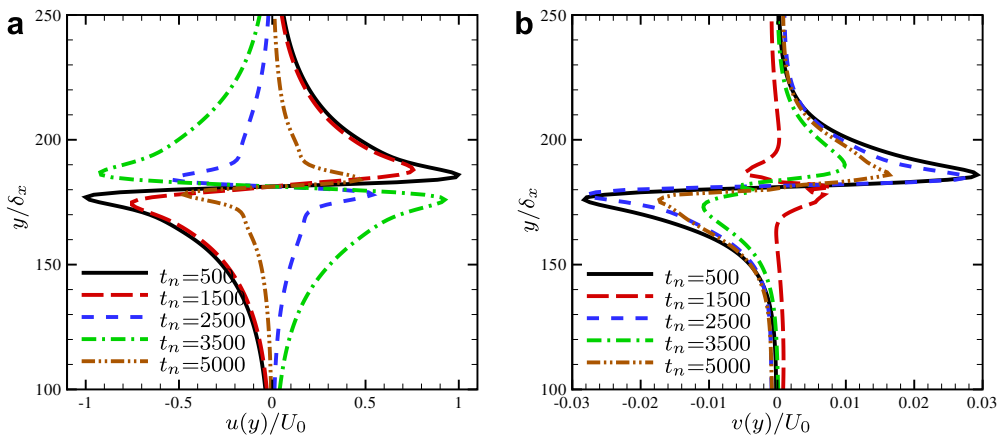 a
250
200
150
100
y/δx
tn=500
tn=1500
tn=2500
tn=3500
tn=5000
-1 -0.5 0 0.5 1
u(y)/U0
b
250
200
150
100
y/δx
tn=500
tn=1500
tn=2500
tn=3500
tn=5000
-0.03 -0.02 -0.01 0 0.01 0.02 0.03
v(y)/U0